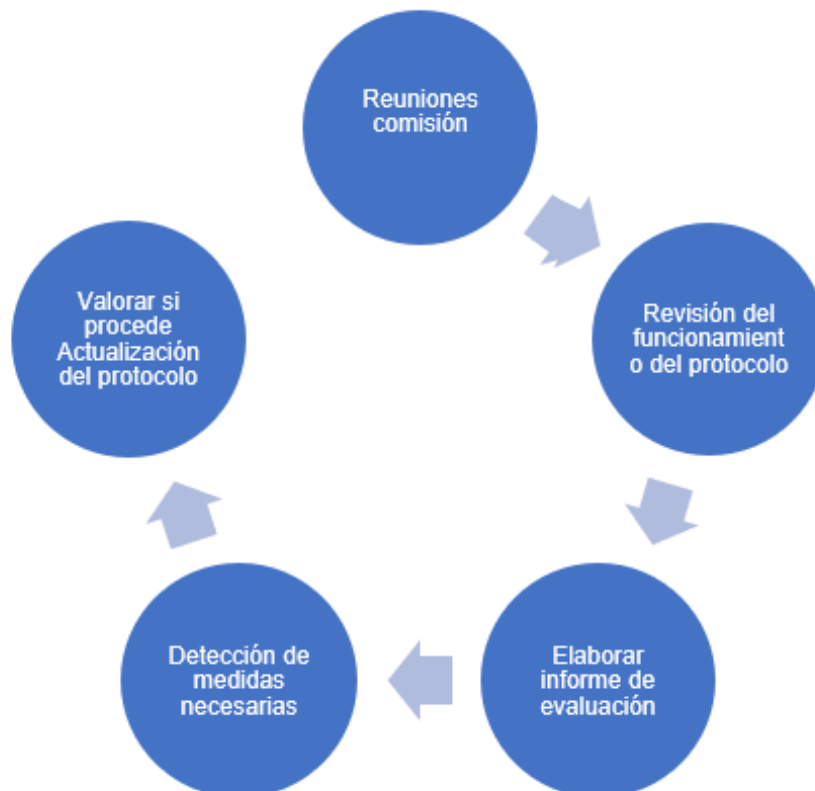 Reuniones
comisión
Revisión del
funcionamient
o del protocolo
Elaborar
informe de
evaluación
Detección de
medidas
necesarias
Valorar si
procede
Actualización
del protocolo